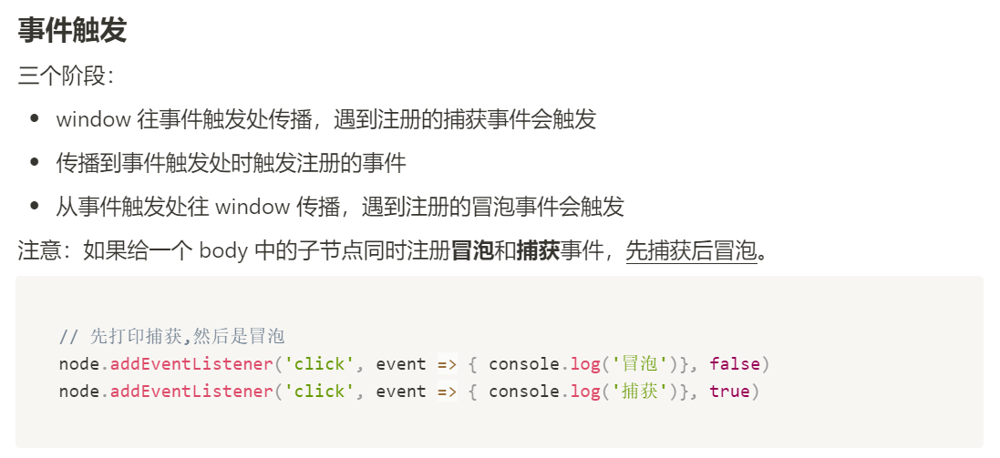 事件触发
三个阶段：
• window 往事件触发处传播，遇到注册的捕获事件会触发
• 传播到事件触发处时触发注册的事件
• 从事件触发处往 window 传播，遇到注册的冒泡事件会触发
注意：如果给一个 body 中的子节点同时注册冒泡和捕获事件，先捕获后冒泡。
// 先打印捕获,然后是冒泡
node.addEventListener('click', event => { console.log('冒泡')}, false)
node.addEventListener('click', event => { console.log('捕获')}, true)